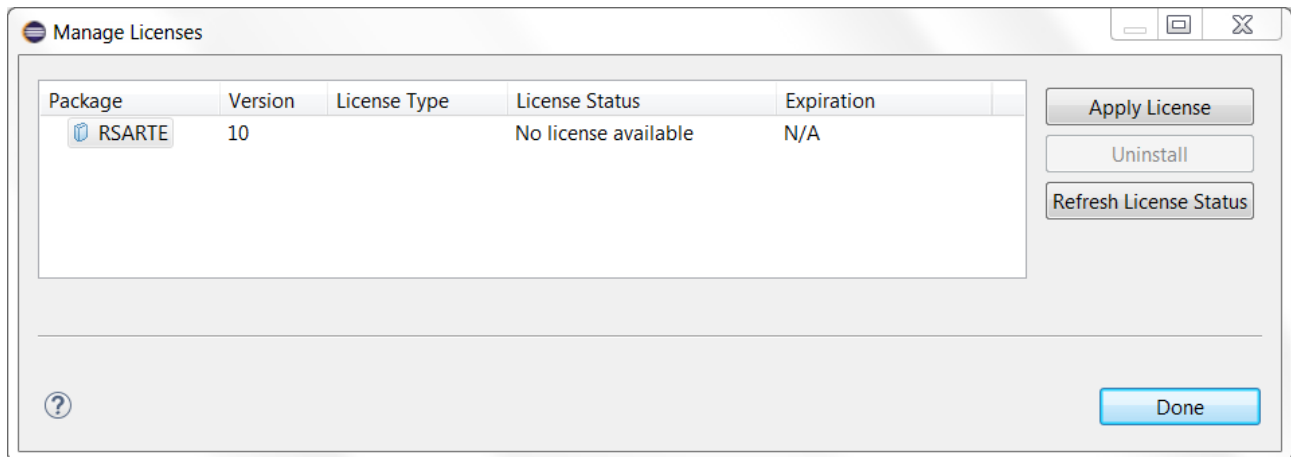 Manage Licenses
Package Version License Type License Status Expiration
RSARTE 10 No license available N/A
Apply License
Uninstall
Refresh License Status
?
Done